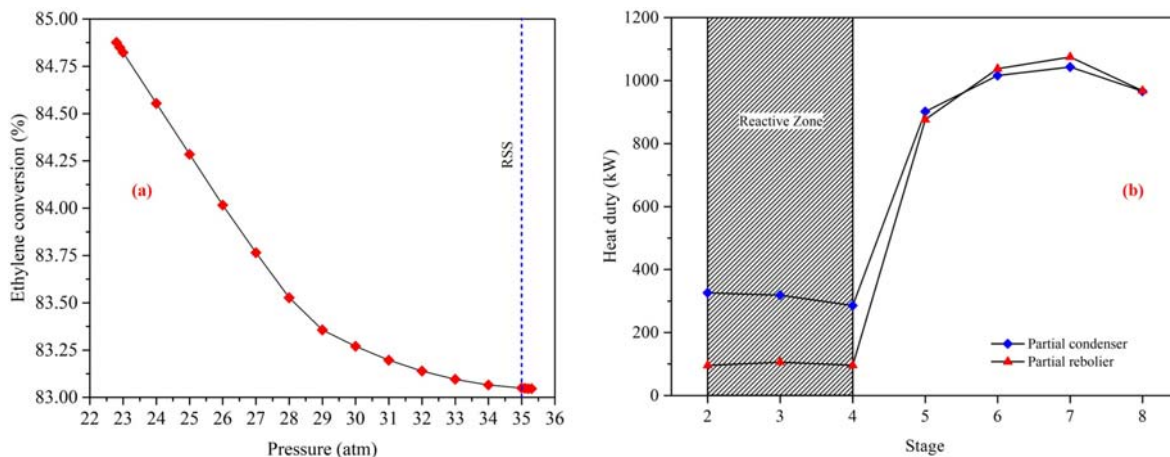 85.00
84.75
84.50
84.25
84.00
83.75
83.50
83.25
83.00
22 23 24 25 26 27 28 29 30 31 32 33 34 35 36
Ethylene conversion (%)
Pressure (atm)
(a)
RSS
1200
1000
800
600
400
200
0
2 3 4 5 6 7 8
Heat duty (kW)
Stage
Reactive Zone
(b)
Partial condenser
Partial rebolier